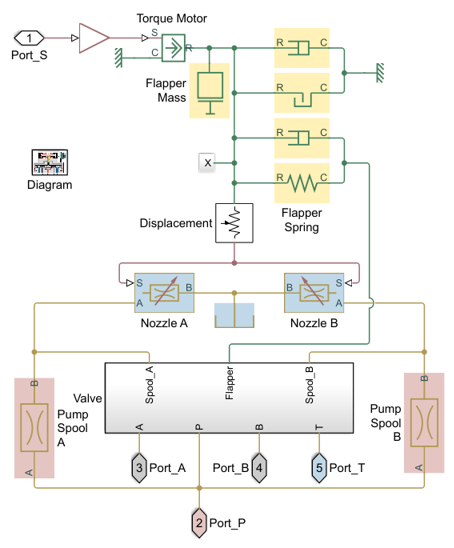 Torque Motor
1
Port_S
S
C
R
R
C
Flapper
Mass
R
C
R
C
X
R
C
Diagram
Displacement
Flapper
Spring
S
B
A
Nozzle A
B
S
A
Nozzle B
B
Pump
Spool
A
A
Valve
Spool_A
Flapper
Spool_B
A
P
B
T
B
Pump
Spool
B
A
3
Port_A
Port_B
4
5
Port_T
2
Port_P